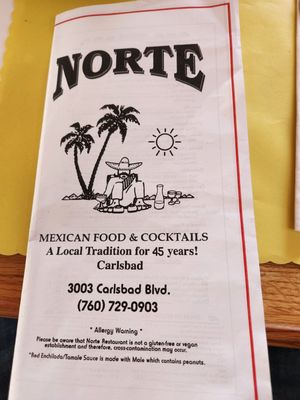 NORTE
MEXICAN FOOD & COCKTAILS
A Local Tradition for 45 years!
Carlsbad
3003 Carlsbad Blvd.
(760) 729-0903
* Allergy Warning *
Please be aware that Norte Restaurant is not a gluten-free or vegan
establishment and therefore, cross-contamination may occur.
*Red Enchilada/Tamale Sauce is made with Mole which contains peanuts.